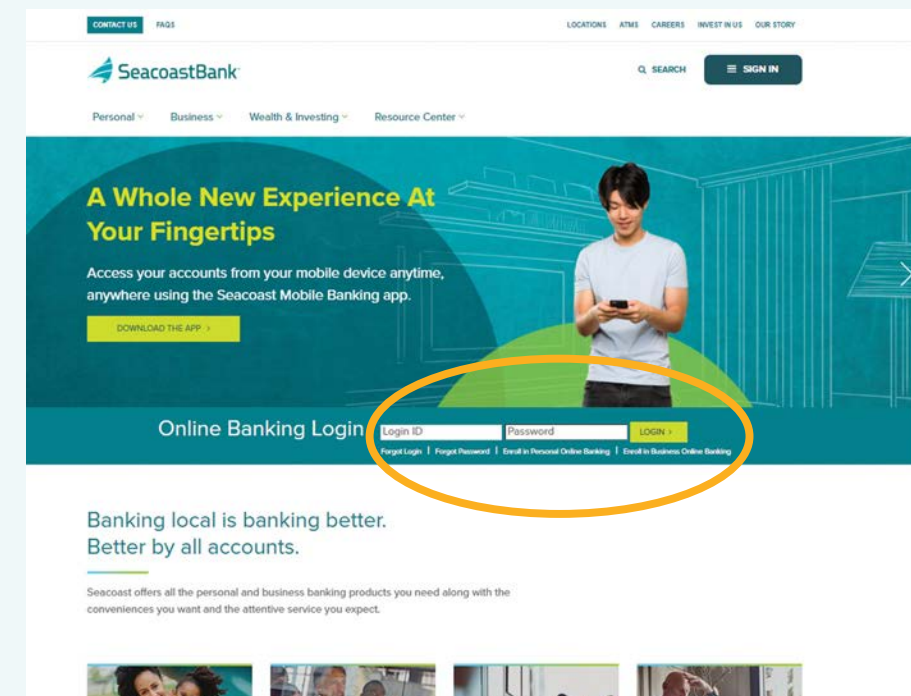 CONTACT US FAQS LOCATIONS ATMS CAREERS INVEST IN US OUR STORY
SeacoastBank SEARCH SIGN IN
Personal Business Wealth & Investing Resource Center
A Whole New Experience At
Your Fingertips
Access your accounts from your mobile device anytime,
anywhere using the Seacoast Mobile Banking app.
DOWNLOAD THE APP >
Online Banking Login Login ID Password LOGIN >
Forgot Login | Forgot Password | Enroll in Personal Online Banking | Enroll in Business Online Banking
Banking local is banking better.
Better by all accounts.
Seacoast offers all the personal and business banking products you need along with the
conveniences you want and the attentive service you expect.